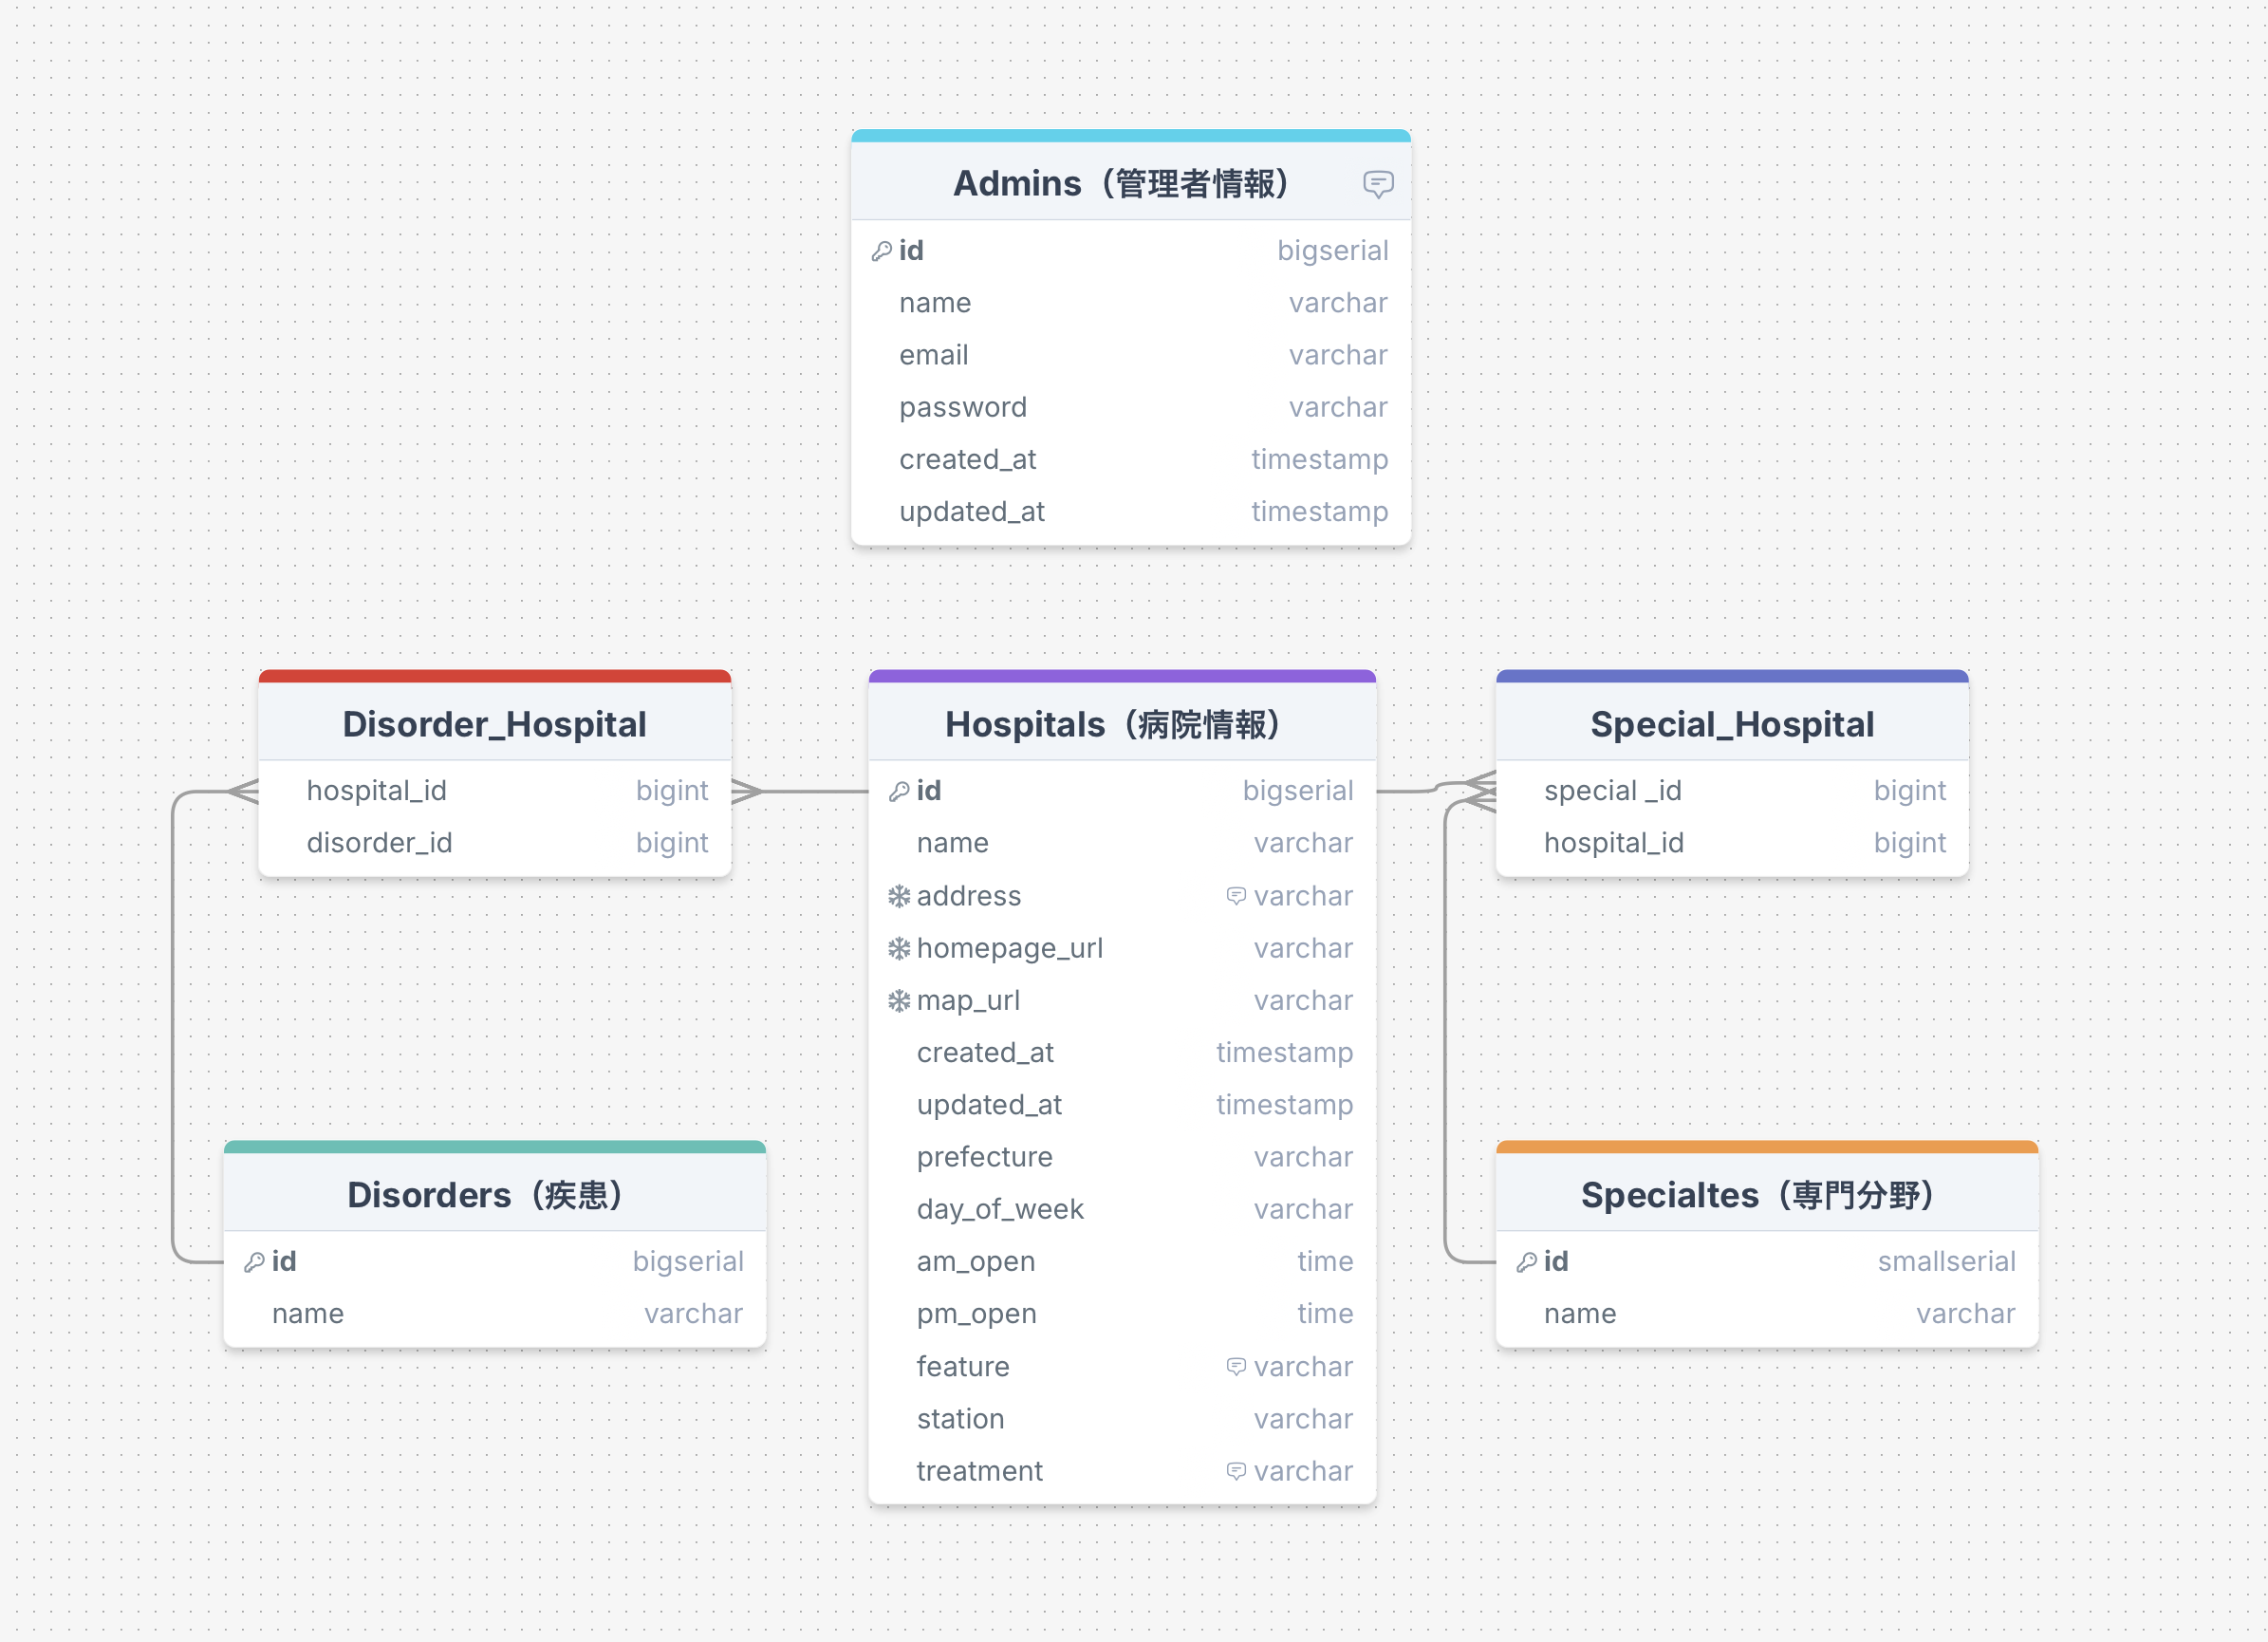 Admins（管理者情報）
id bigserial
name varchar
email varchar
password varchar
created_at timestamp
updated_at timestamp
Disorder_Hospital
hospital_id bigint
disorder_id bigint
Hospitals（病院情報）
id bigserial
name varchar
address varchar
homepage_url varchar
map_url varchar
created_at timestamp
updated_at timestamp
prefecture varchar
day_of_week varchar
am_open time
pm_open time
feature varchar
station varchar
treatment varchar
Special_Hospital
special _id bigint
hospital_id bigint
Disorders（疾患）
id bigserial
name varchar
Specialtes（専門分野）
id smallserial
name varchar